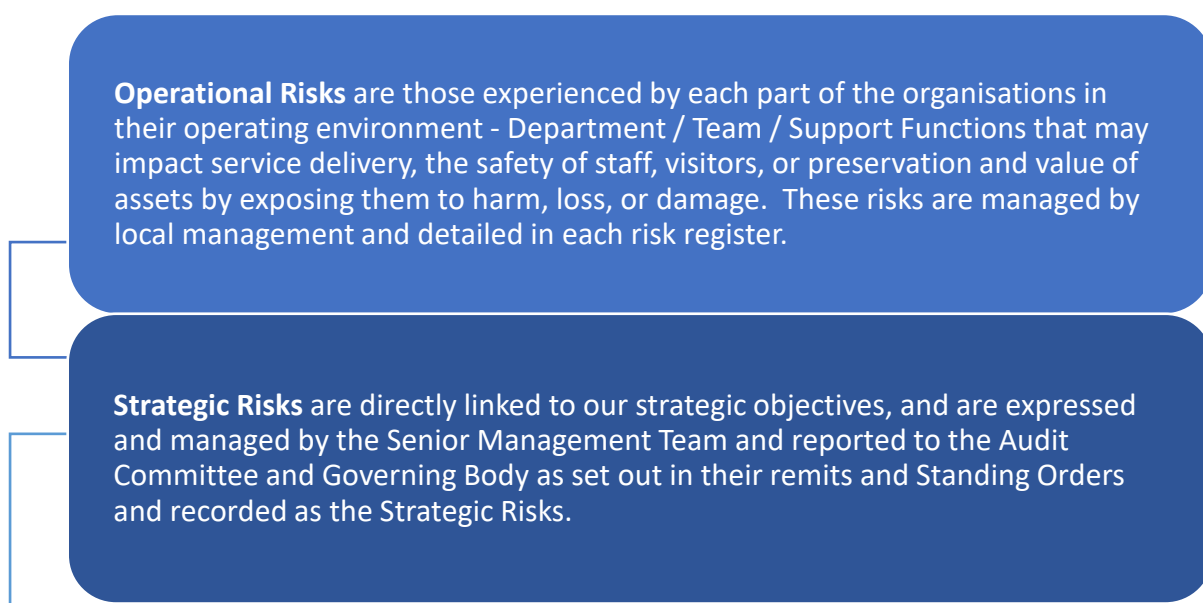 Operational Risks are those experienced by each part of the organisations in
their operating environment - Department / Team / Support Functions that may
impact service delivery, the safety of staff, visitors, or preservation and value of
assets by exposing them to harm, loss, or damage.  These risks are managed by
local management and detailed in each risk register.
Strategic Risks are directly linked to our strategic objectives, and are expressed
and managed by the Senior Management Team and reported to the Audit
Committee and Governing Body as set out in their remits and Standing Orders
and recorded as the Strategic Risks.